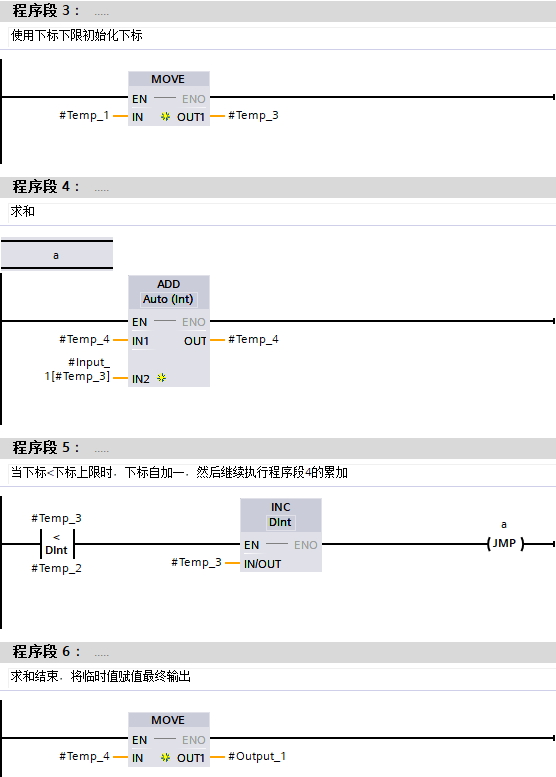 程序段 3： .....
使用下标下限初始化下标
MOVE
EN ENO
#Temp_1 IN OUT1 #Temp_3
程序段 4： .....
求和
a
ADD
Auto (Int)
EN ENO
#Temp_4 IN1 OUT #Temp_4
#Input_
1[#Temp_3] IN2
程序段 5： .....
当下标<下标上限时，下标自加一，然后继续执行程序段4的累加
INC
#Temp_3 DInt a
<
DInt EN ENO JMP
#Temp_2 #Temp_3 IN/OUT
程序段 6： .....
求和结束，将临时值赋值最终输出
MOVE
EN ENO
#Temp_4 IN OUT1 #Output_1